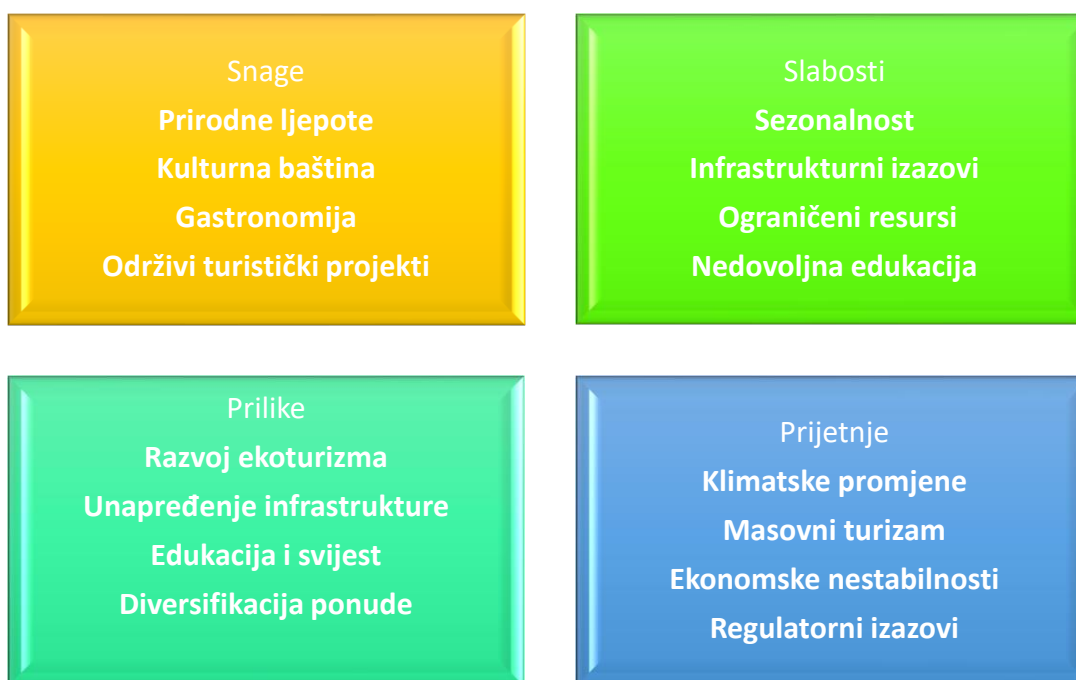 Snage
Prirodne ljepote
Kulturna baština
Gastronomija
Održivi turistički projekti
Slabosti
Sezonalnost
Infrastrukturni izazovi
Ograničeni resursi
Nedovoljna edukacija
Prilike
Razvoj ekoturizma
Unapređenje infrastrukture
Edukacija i svijest
Diversifikacija ponude
Prijetnje
Klimatske promjene
Masovni turizam
Ekonomske nestabilnosti
Regulatorni izazovi